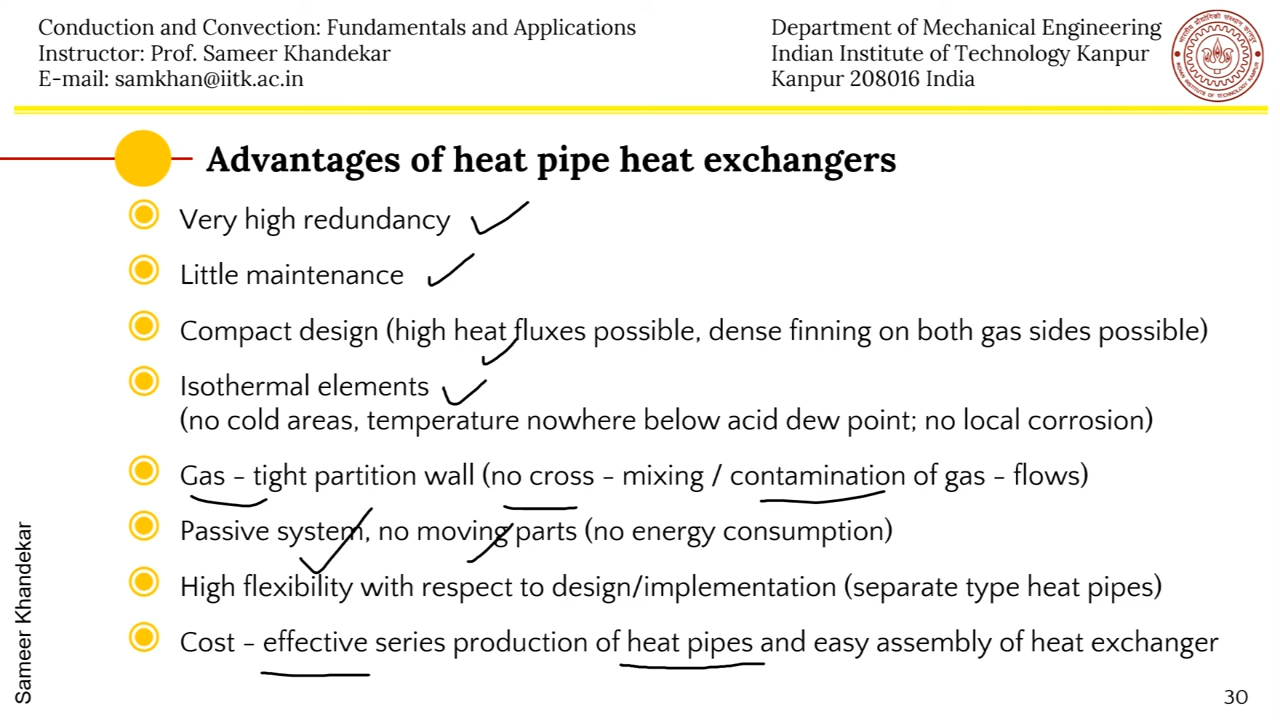 Conduction and Convection: Fundamentals and Applications
Instructor: Prof. Sameer Khandekar
E-mail: samkhan@iitk.ac.in
Department of Mechanical Engineering
Indian Institute of Technology Kanpur
Kanpur 208016 India
Advantages of heat pipe heat exchangers
Very high redundancy
Little maintenance
Compact design (high heat fluxes possible, dense finning on both gas sides possible)
Isothermal elements
(no cold areas, temperature nowhere below acid dew point; no local corrosion)
Gas – tight partition wall (no cross – mixing / contamination of gas – flows)
Passive system, no moving parts (no energy consumption)
High flexibility with respect to design/implementation (separate type heat pipes)
Cost – effective series production of heat pipes and easy assembly of heat exchanger
Sameer Khandekar
30